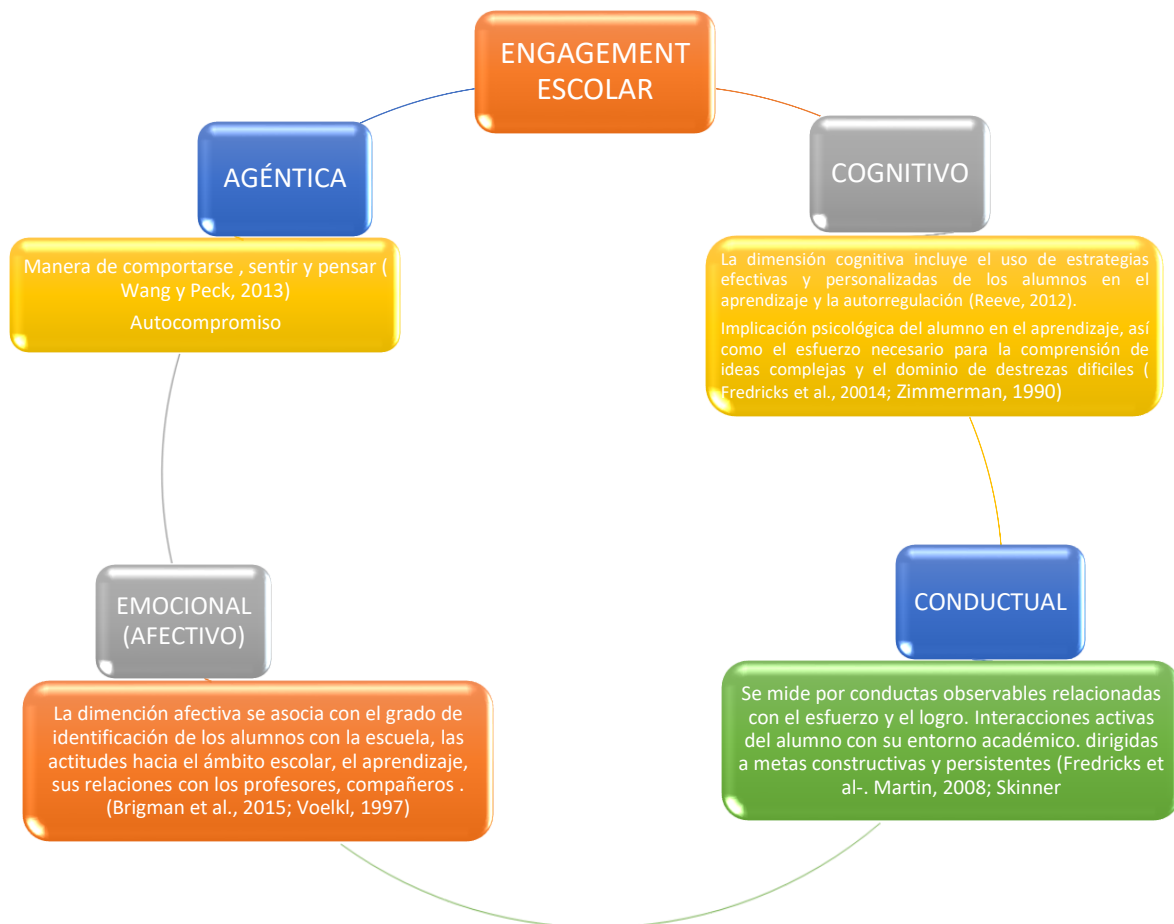 ENGAGEMENT
ESCOLAR
AGÉNTICA
Manera de comportarse , sentir y pensar (
Wang y Peck, 2013)
Autocompromiso
COGNITIVO
La dimensión cognitiva incluye el uso de estrategias
efectivas y personalizadas de los alumnos en el
aprendizaje y la autorregulación (Reeve, 2012).
Implicación psicológica del alumno en el aprendizaje, así
como el esfuerzo necesario para la comprensión de
ideas complejas y el dominio de destrezas dificiles (
Fredricks et al., 20014; Zimmerman, 1990)
EMOCIONAL
(AFECTIVO)
La dimención afectiva se asocia con el grado de
identificación de los alumnos con la escuela, las
actitudes hacia el ámbito escolar, el aprendizaje,
sus relaciones con los profesores, compañeros .
(Brigman et al., 2015; Voelkl, 1997)
CONDUCTUAL
Se mide por conductas observables relacionadas
con el esfuerzo y el logro. Interacciones activas
del alumno con su entorno académico. dirigidas
a metas constructivas y persistentes (Fredricks et
al-. Martin, 2008; Skinner